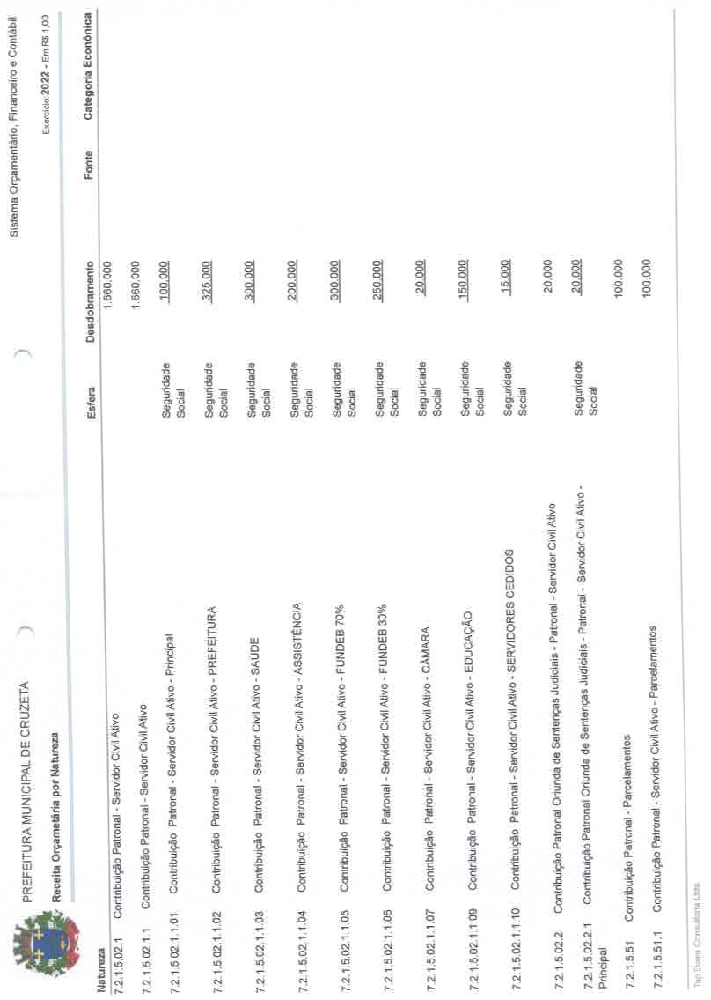 PREFEITURA MUNICIPAL DE CRUZETA Sistema Orçamentário, Financeiro e Contábil
Receita Orçametária por Natureza Exercício 2022 - Em R$ 1,00
Natureza Esfera Desdobramento Fonte Categoria Econônica
7.2.1.5.02.1 Contribuição Patronal - Servidor Civil Ativo 1.660.000
7.2.1.5.02.1.1 Contribuição Patronal - Servidor Civil Ativo 1.660.000
7.2.1.5.02.1.1.01 Contribuição Patronal - Servidor Civil Ativo - Principal Seguridade 100.000
Social
7.2.1.5.02.1.1.02 Contribuição Patronal - Servidor Civil Ativo - PREFEITURA Seguridade 325.000
Social
7.2.1.5.02.1.1.03 Contribuição Patronal - Servidor Civil Ativo - SAÚDE Seguridade 300.000
Social
7.2.1.5.02.1.1.04 Contribuição Patronal - Servidor Civil Ativo - ASSISTÊNCIA Seguridade 200.000
Social
7.2.1.5.02.1.1.05 Contribuição Patronal - Servidor Civil Ativo - FUNDEB 70% Seguridade 300.000
Social
7.2.1.5.02.1.1.06 Contribuição Patronal - Servidor Civil Ativo - FUNDEB 30% Seguridade 250.000
Social
7.2.1.5.02.1.1.07 Contribuição Patronal - Servidor Civil Ativo - CÂMARA Seguridade 20.000
Social
7.2.1.5.02.1.1.09 Contribuição Patronal - Servidor Civil Ativo - EDUCAÇÃO Seguridade 150.000
Social
7.2.1.5.02.1.1.10 Contribuição Patronal - Servidor Civil Ativo - SERVIDORES CEDIDOS Seguridade 15.000
Social
7.2.1.5.02.2 Contribuição Patronal Oriunda de Sentenças Judiciais - Patronal - Servidor Civil Ativo 20.000
7.2.1.5.02.2.1 Contribuição Patronal Oriunda de Sentenças Judiciais - Patronal - Servidor Civil Ativo - Seguridade 20.000
Principal Social
7.2.1.5.51 Contribuição Patronal - Parcelamentos 100.000
7.2.1.5.51.1 Contribuição Patronal - Servidor Civil Ativo - Parcelamentos 100.000
Top Down Consultoria Ltda